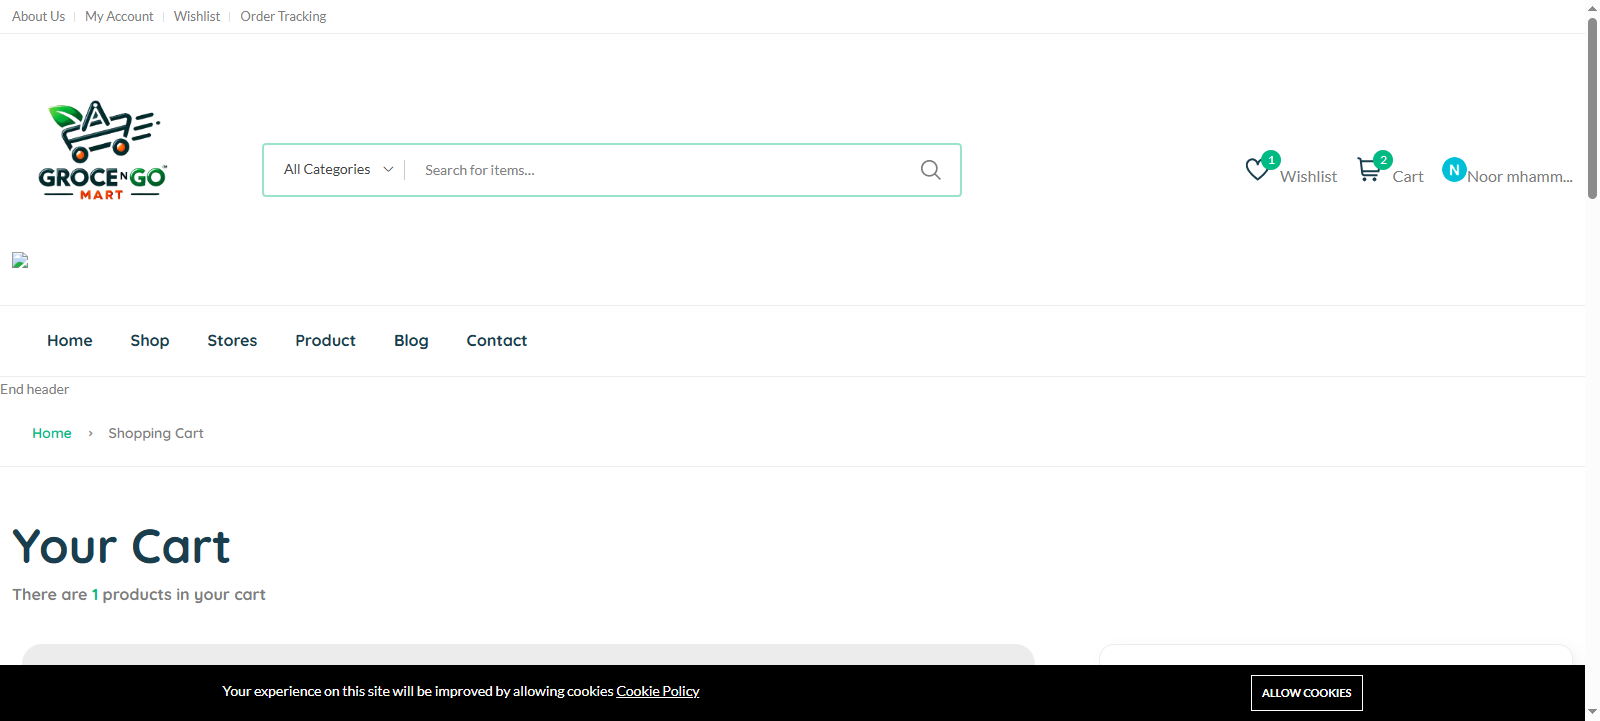 About Us My Account Wishlist Order Tracking
GROCE N GO™
MART
All Categories Search for items...
1 Wishlist 2 Cart N Noor mhamm...
Home Shop Stores Product Blog Contact
End header
Home › Shopping Cart
Your Cart
There are 1 products in your cart
Your experience on this site will be improved by allowing cookies Cookie Policy ALLOW COOKIES